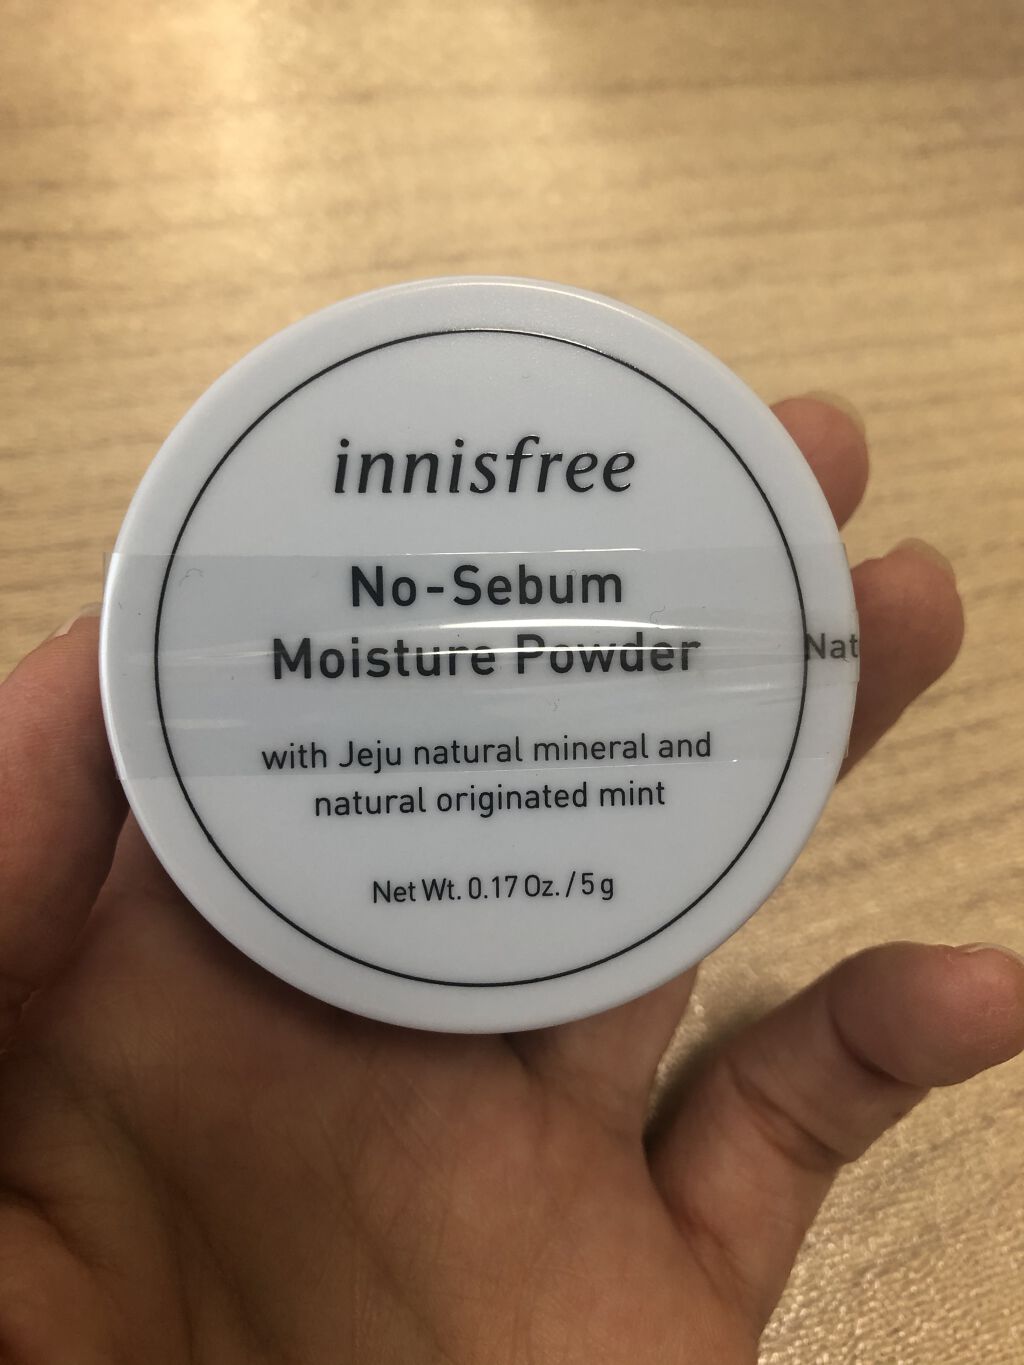 innisfree
No-Sebum
Moisture Powder
Nat
with Jeju natural mineral and
natural originated mint
Net Wt. 0.17 Oz. / 5 g